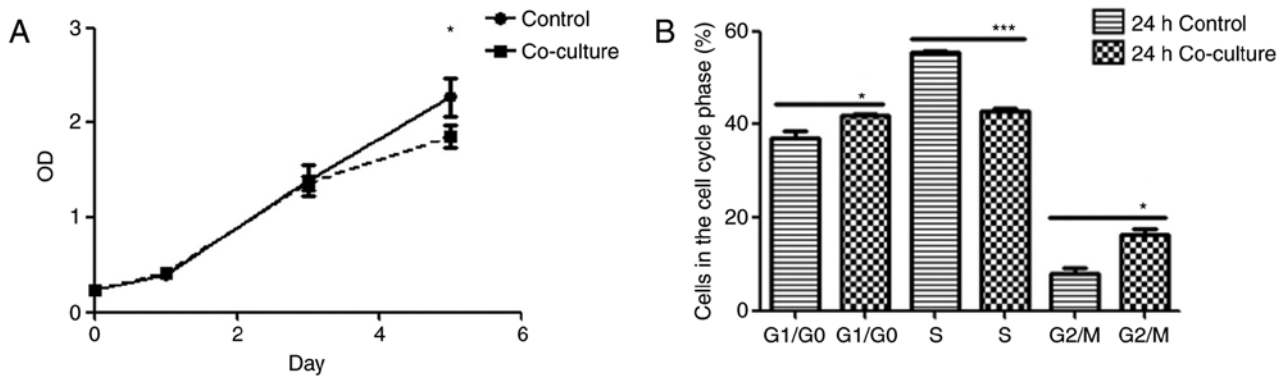 A
3
2
1
0
OD
0
2
4
6
Day
Control
Co-culture
*
B
60
40
20
0
Cells in the cell cycle phase (%)
*
***
*
G1/G0
G1/G0
S
S
G2/M
G2/M
24 h Control
24 h Co-culture